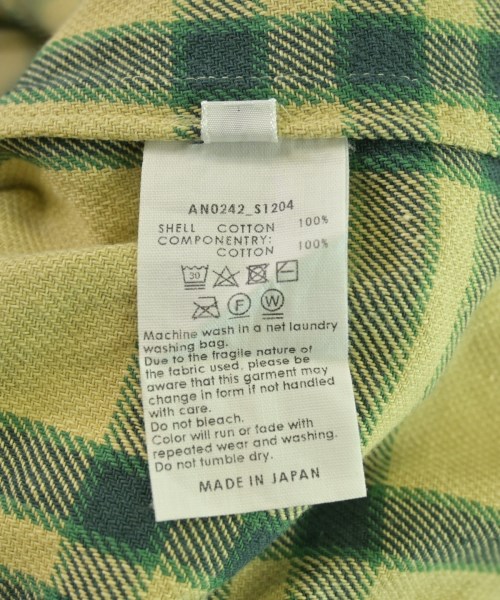 AN0242_S1204
SHELL COTTON 100%
COMPONENTRY:
COTTON 100%
30
F W
Machine wash in a net laundry
washing bag.
Due to the fragile nature of
the fabric used, please be
aware that this garment may
change in form if not handled
with care.
Do not bleach.
Color will run or fade with
repeated wear and washing.
Do not tumble dry.
MADE IN JAPAN